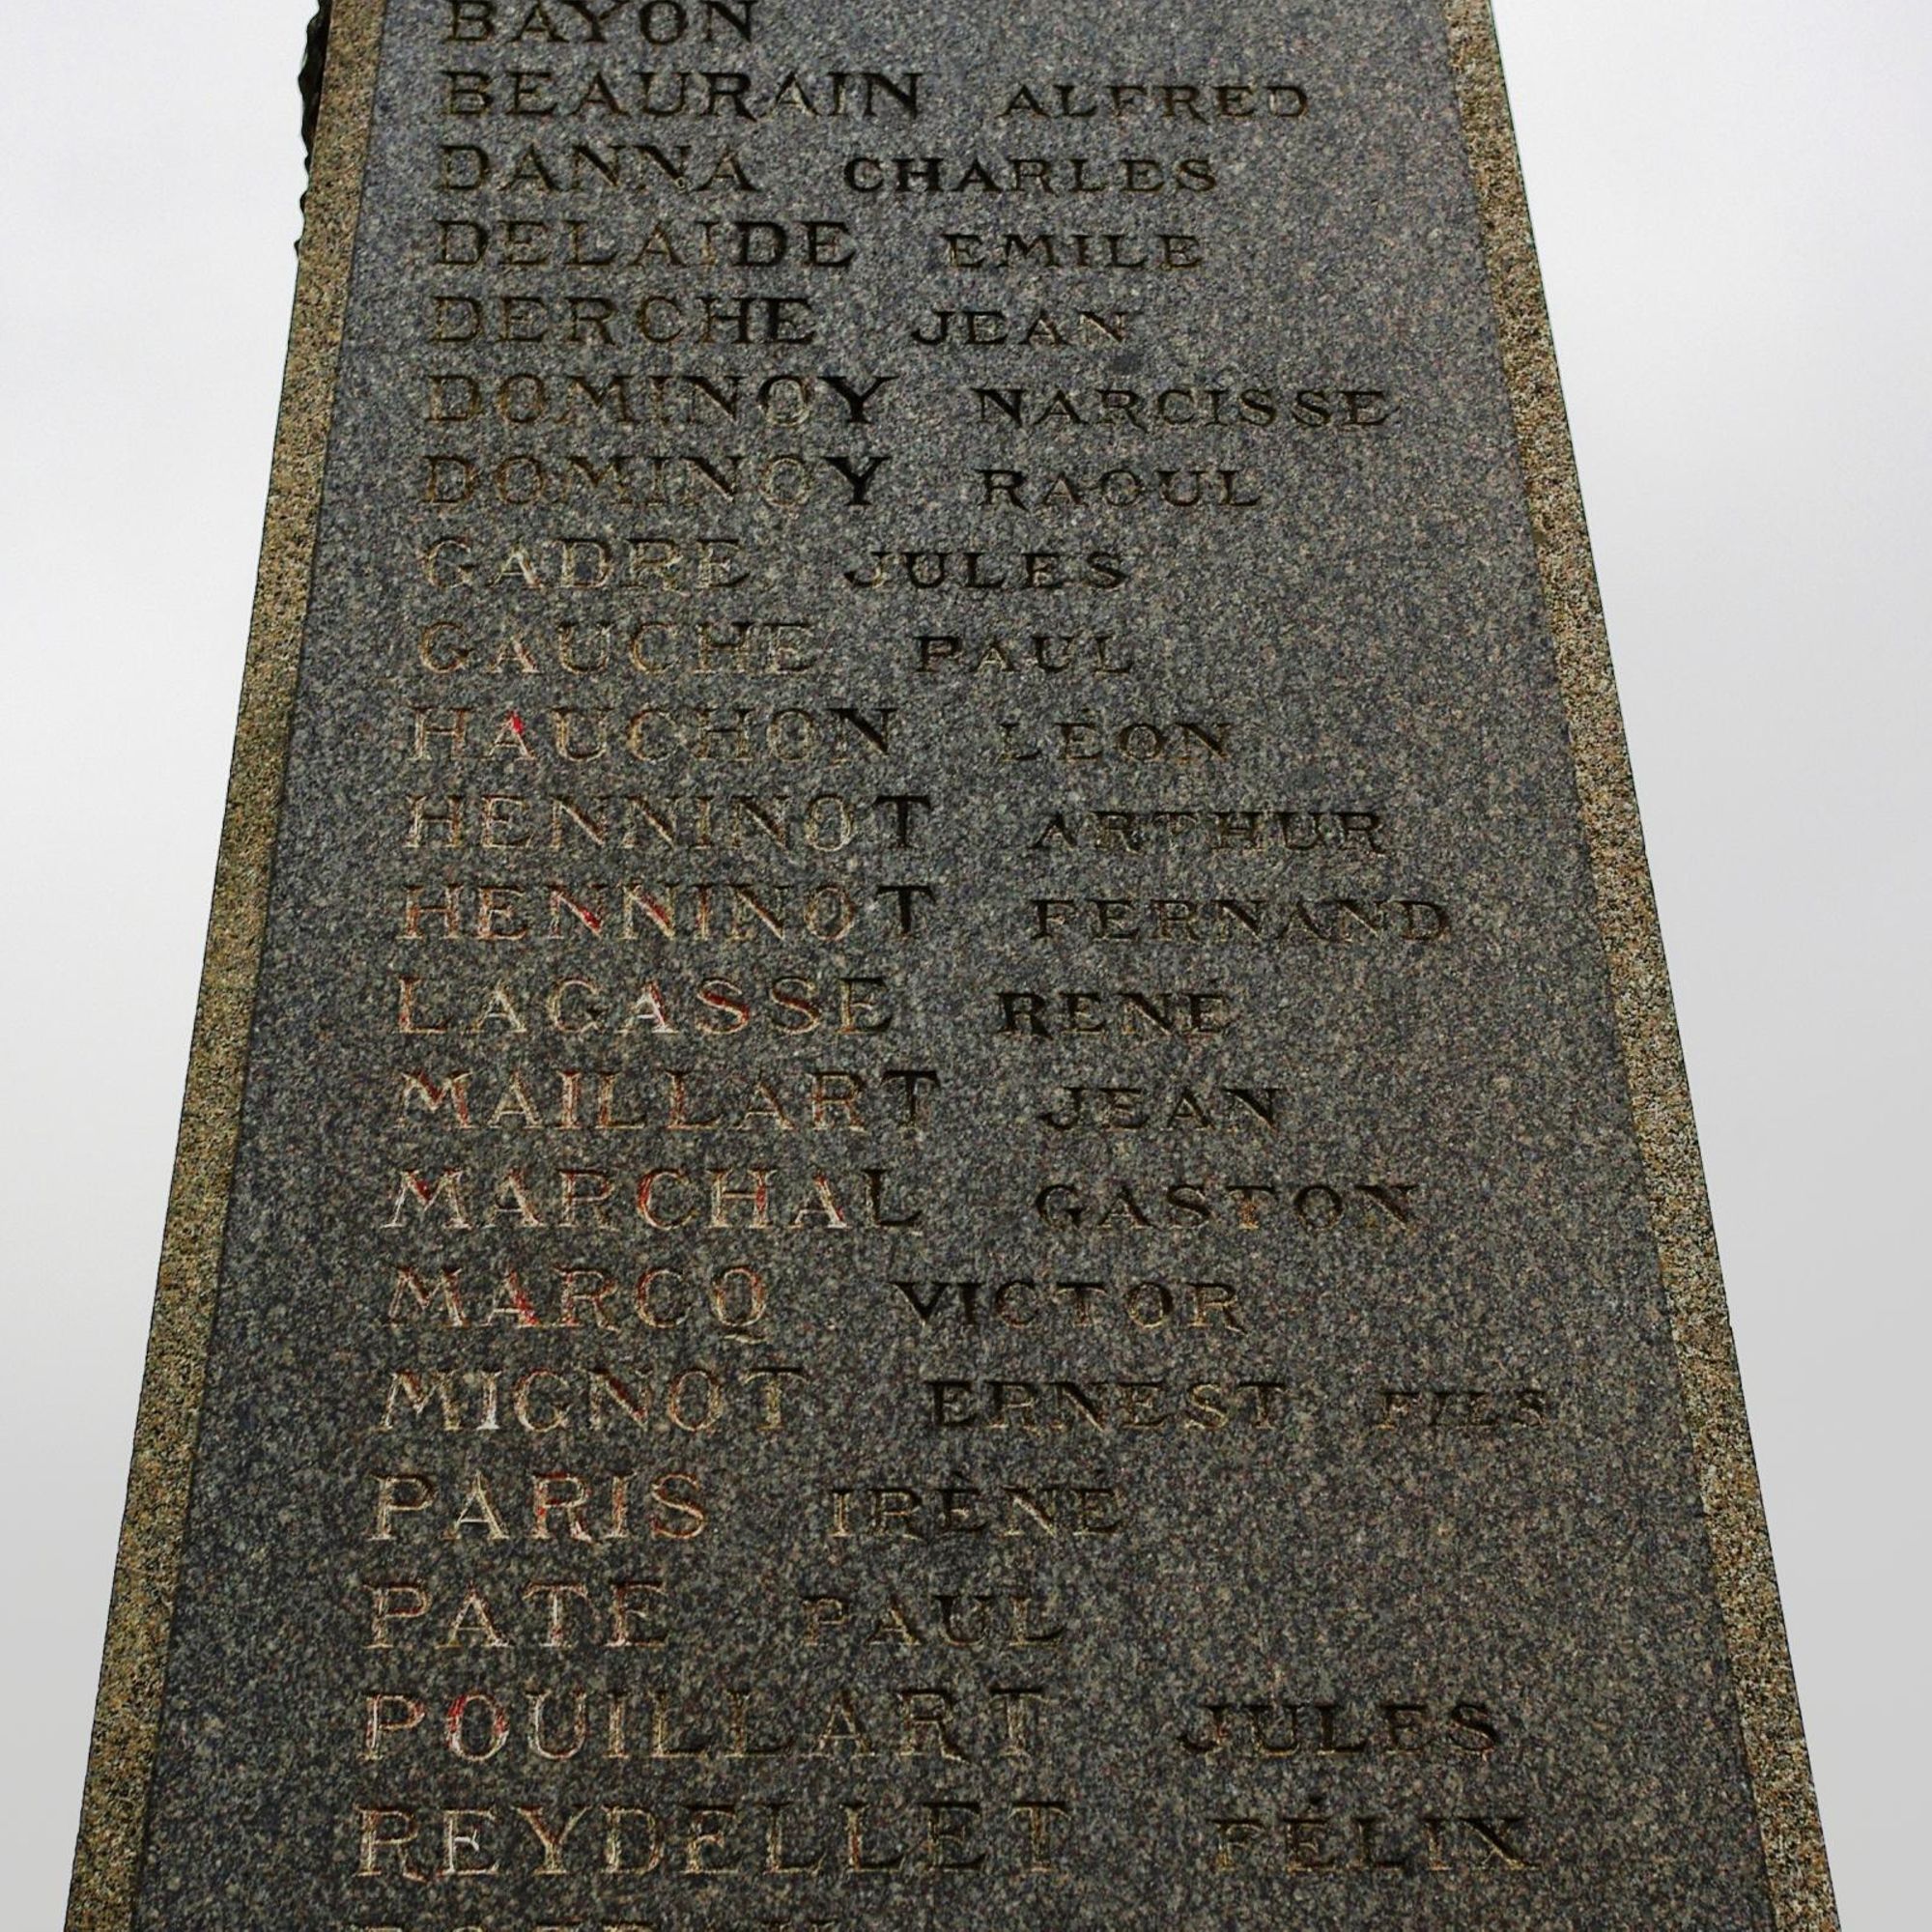 BAYON
BEAURAIN ALFRED
DANNA CHARLES
DELAIDE EMILE
DERCHE JEAN
DOMINOY NARCISSE
DOMINOY RAOUL
GADRE JULES
GAUCHE PAUL
HAUCHON LÉON
HENNINOT ARTHUR
HENNINOT FERNAND
LAGASSE RENÉ
MAILLART JEAN
MARCHAL GASTON
MARCQ VICTOR
MIGNOT ERNEST FILS
PARIS IRÈNÉ
PATE PAUL
POUILLART JULES
REYDELLET FÉLIX